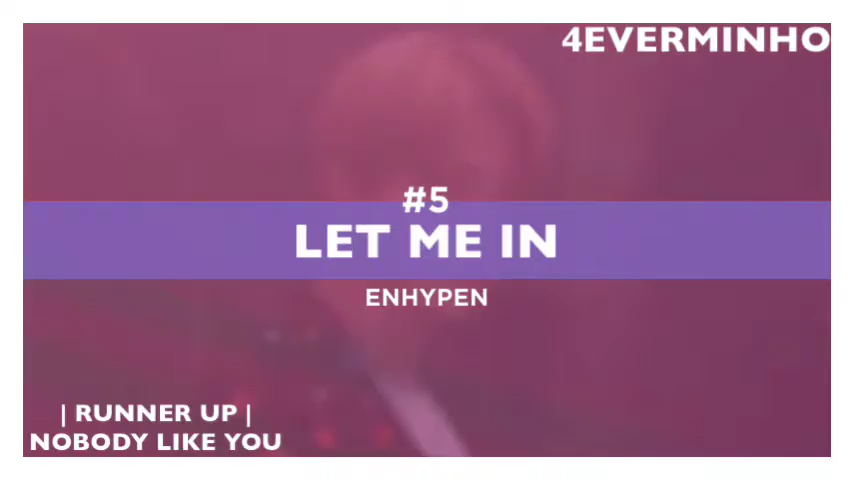 4EVERMINHO
#5
LET ME IN
ENHYPEN
| RUNNER UP |
NOBODY LIKE YOU